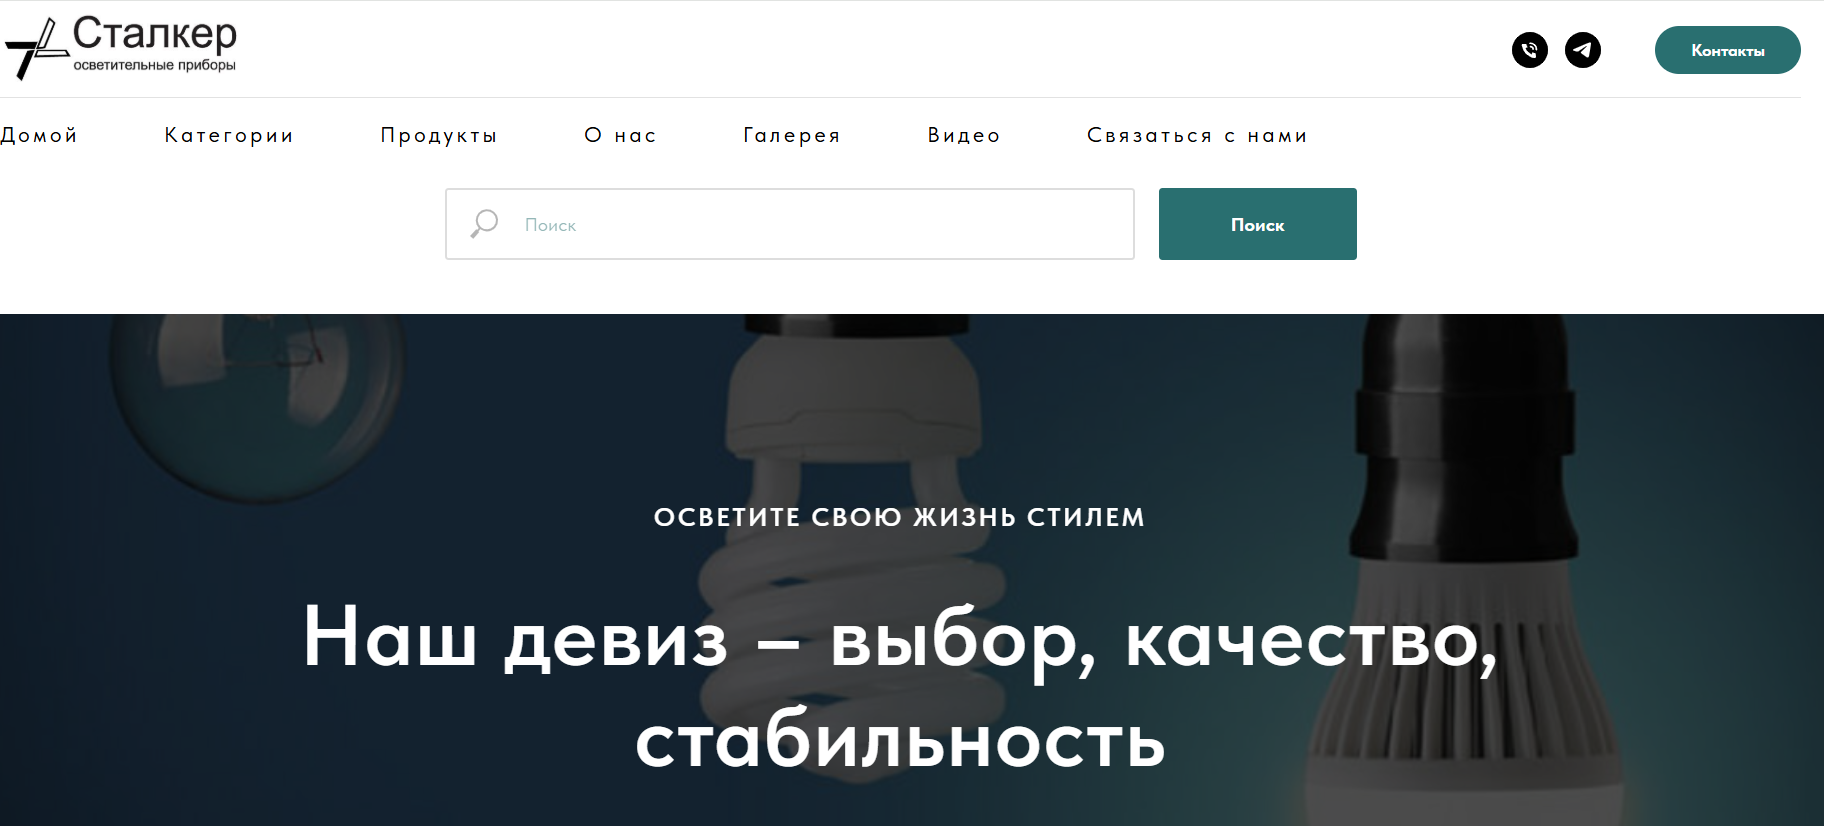 Сталкер
осветительные приборы
Контакты
Домой Категории Продукты О нас Галерея Видео Связаться с нами
Поиск Поиск
ОСВЕТИТЕ СВОЮ ЖИЗНЬ СТИЛЕМ
Наш девиз – выбор, качество,
стабильность